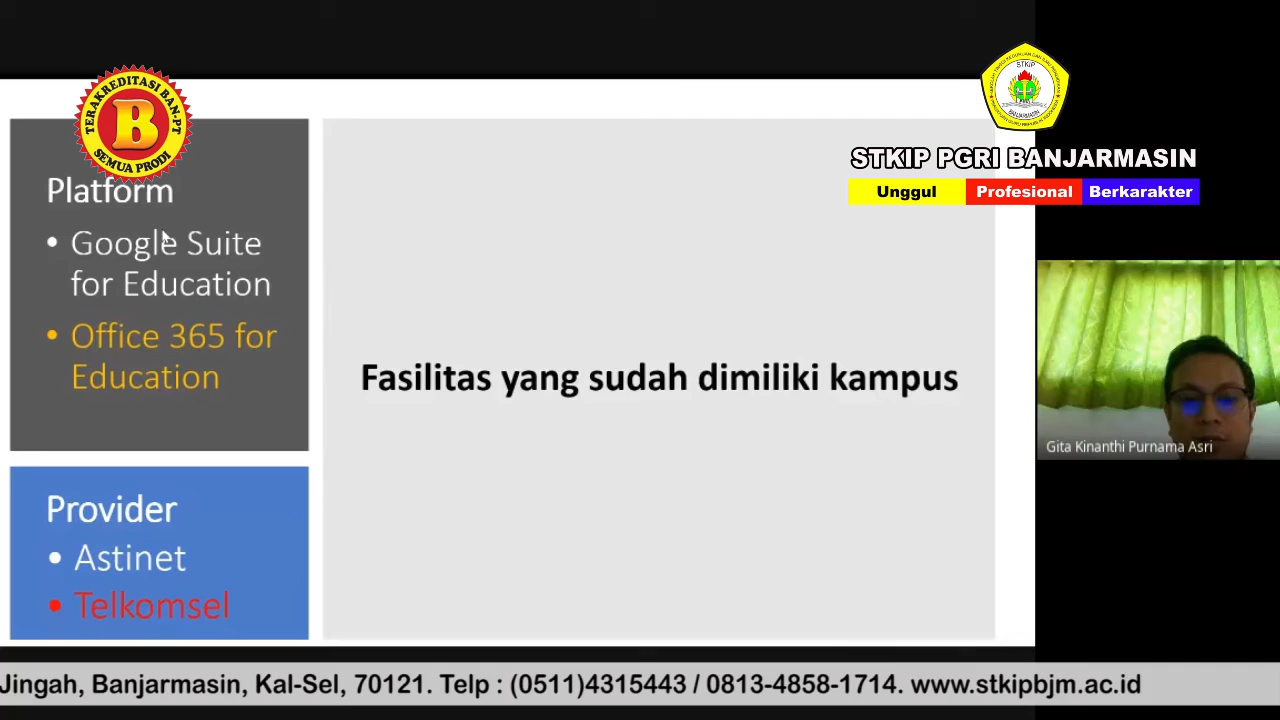 TERAKREDITASI BAN-PT
B
SEMUA PRODI
STKIP
BANJARMASIN
STKIP PGRI BANJARMASIN
Unggul Profesional Berkarakter
Platform
• Google Suite
for Education
• Office 365 for
Education
Fasilitas yang sudah dimiliki kampus
Gita Kinanthi Purnama Asri
Provider
• Astinet
• Telkomsel
Jingah, Banjarmasin, Kal-Sel, 70121. Telp : (0511)4315443 / 0813-4858-1714. www.stkipbjm.ac.id